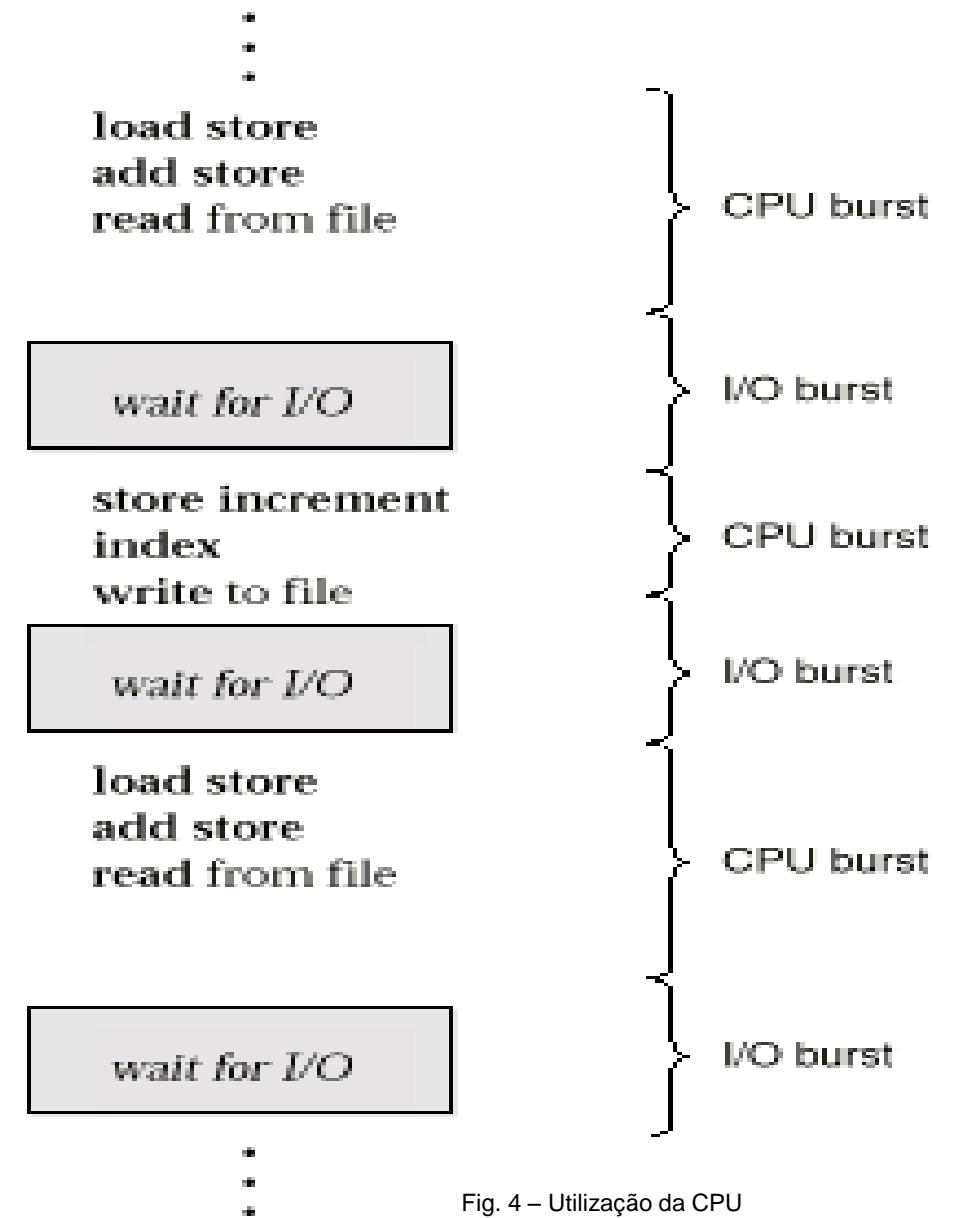 load store
add store
read from file
CPU burst
wait for I/O
I/O burst
store increment
index
write to file
CPU burst
wait for I/O
I/O burst
load store
add store
read from file
CPU burst
wait for I/O
I/O burst
Fig. 4 – Utilização da CPU